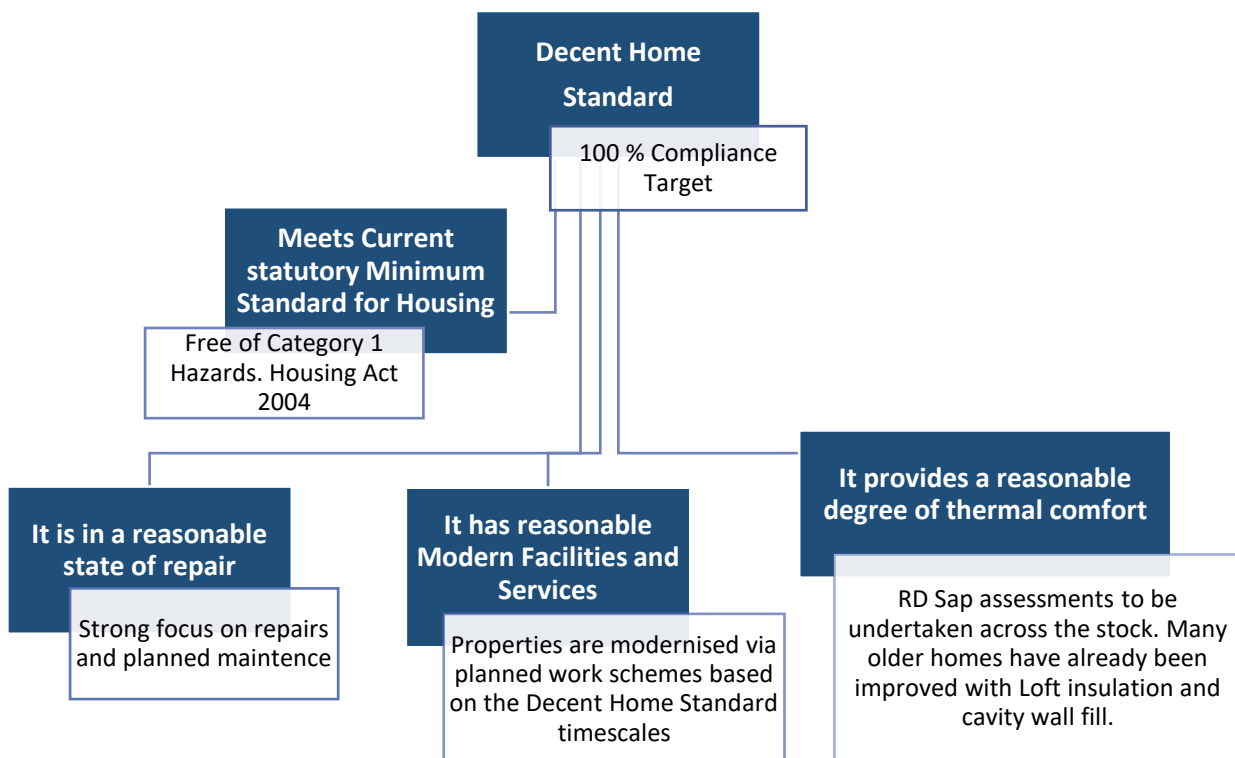 Decent Home
Standard
100 % Compliance
Target
Meets Current
statutory Minimum
Standard for Housing
Free of Category 1
Hazards. Housing Act
2004
It is in a reasonable
state of repair
Strong focus on repairs
and planned maintence
It has reasonable
Modern Facilities and
Services
Properties are modernised via
planned work schemes based
on the Decent Home Standard
timescales
It provides a reasonable
degree of thermal comfort
RD Sap assessments to be
undertaken across the stock. Many
older homes have already been
improved with Loft insulation and
cavity wall fill.